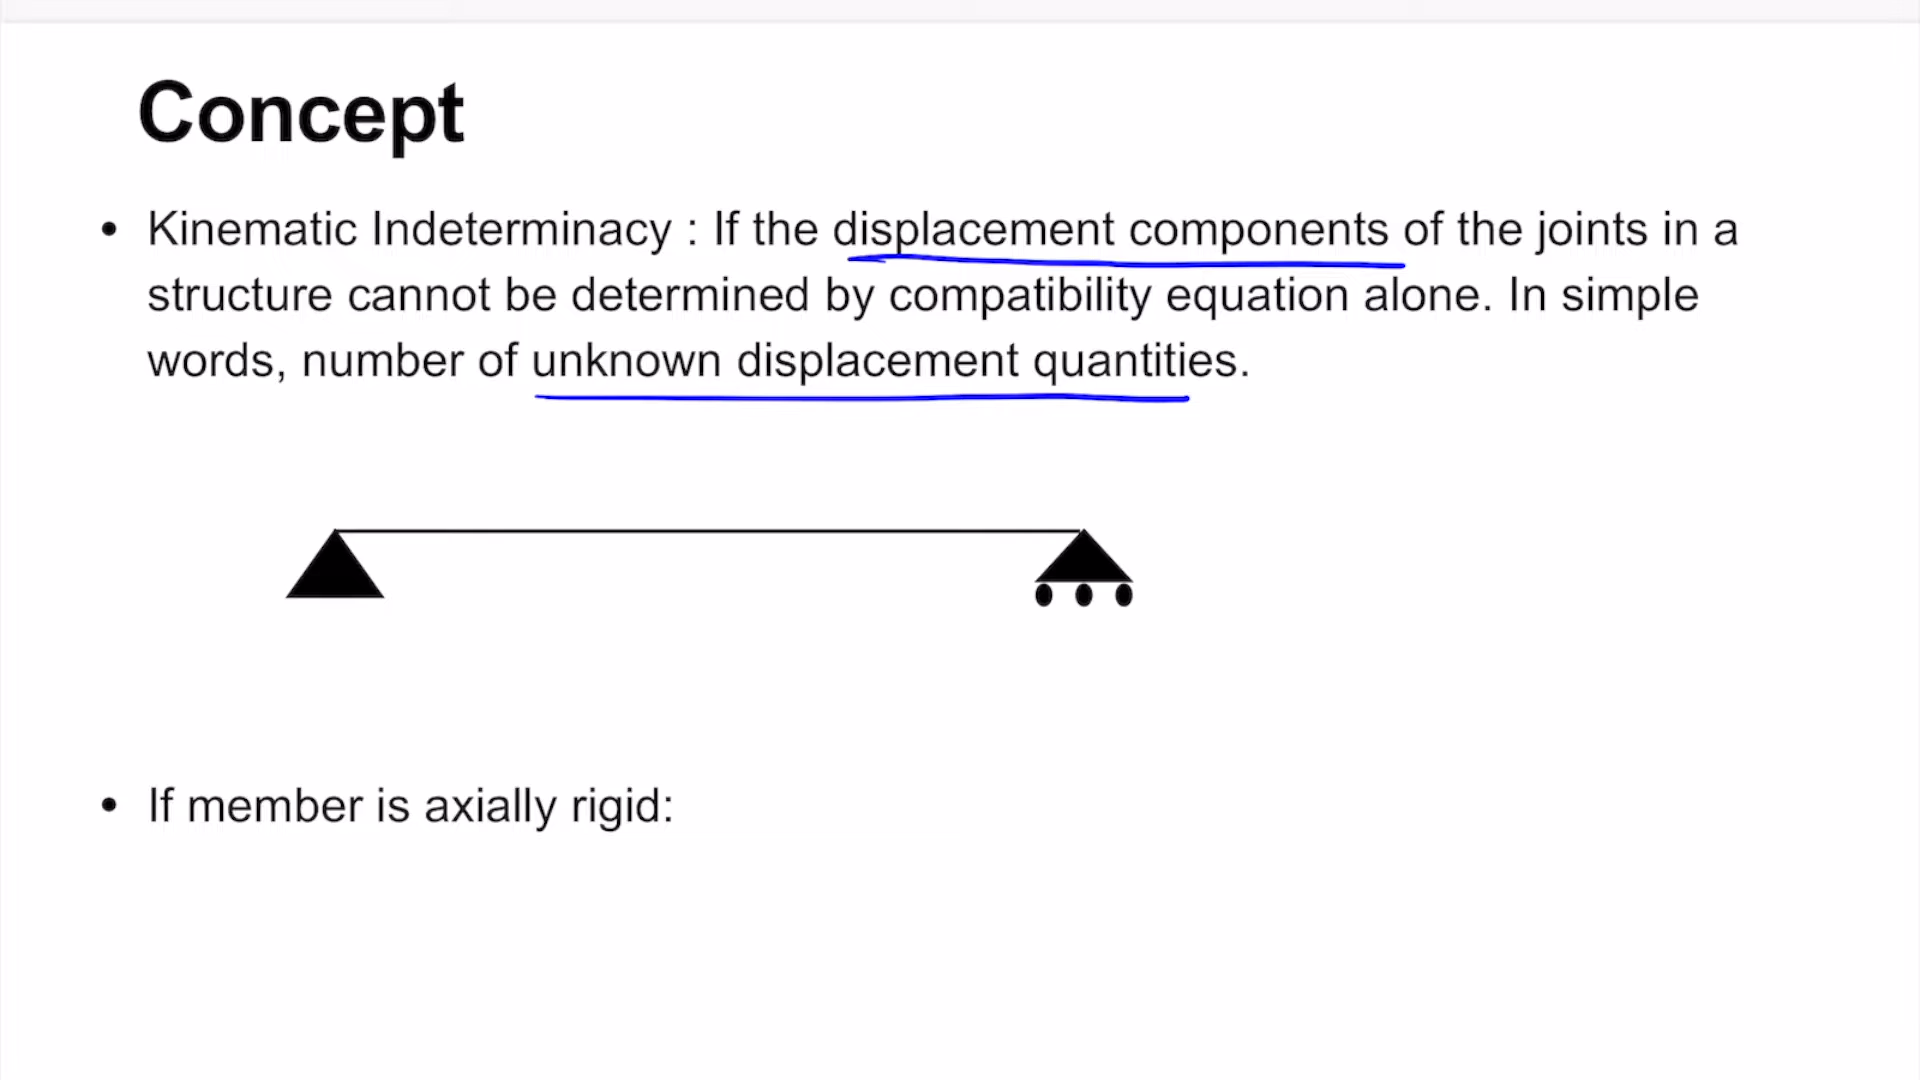 Concept
• Kinematic Indeterminacy : If the displacement components of the joints in a
structure cannot be determined by compatibility equation alone. In simple
words, number of unknown displacement quantities.
• If member is axially rigid: